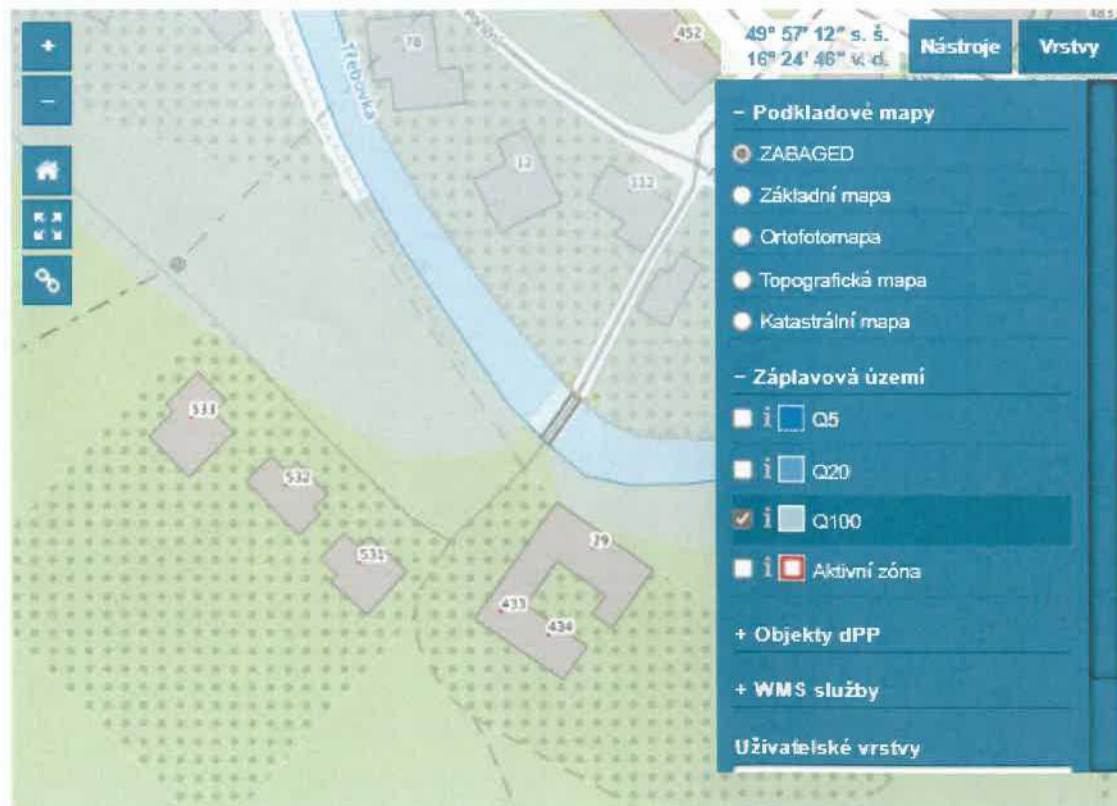 +
78
452
49° 57' 12" s. š.
16° 24' 46" v. d.
Nástroje
Vrstvy
−
Třebovka
− Podkladové mapy
ZABAGED
12
332
Základní mapa
Ortofotomapa
Topografická mapa
Katastrální mapa
− Záplavová území
533
i Q5
532
i Q20
i Q100
531
39
i Aktivní zóna
433
434
+ Objekty dPP
+ WMS služby
Uživatelské vrstvy